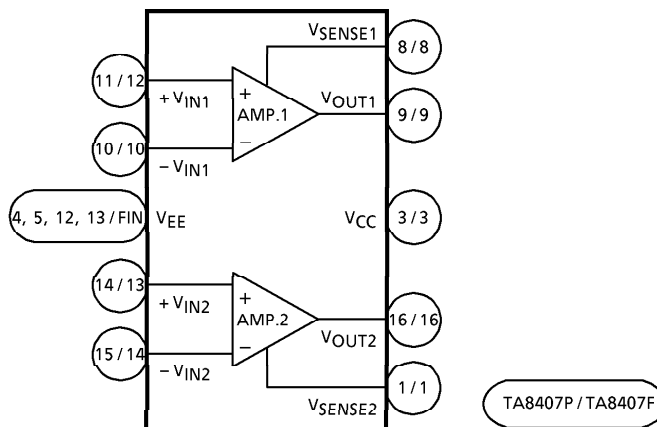 VSENSE1
8 / 8
11 / 12
+ VIN1
+
AMP.1
−
VOUT1
9 / 9
10 / 10
− VIN1
4, 5, 12, 13 / FIN
VEE
VCC
3 / 3
14 / 13
+ VIN2
+
AMP.2
−
VOUT2
16 / 16
15 / 14
− VIN2
VSENSE2
1 / 1
TA8407P / TA8407F